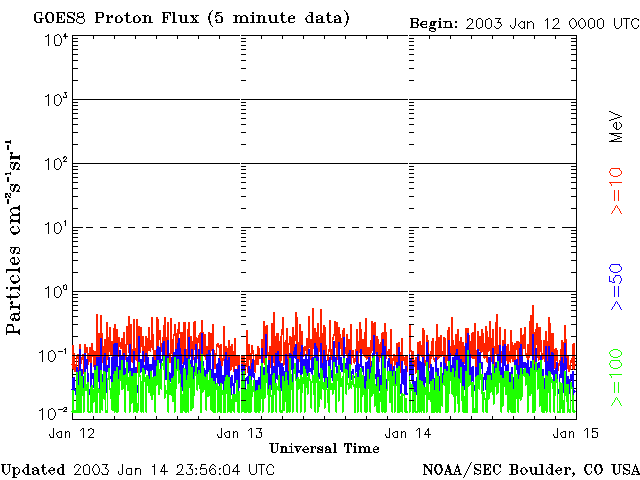 GOES8 Proton Flux (5 minute data)
Begin: 2003 Jan 12 0000 UTC
Particles cm⁻²s⁻¹sr⁻¹
10⁴
10³
10²
10¹
10⁰
10⁻¹
10⁻²
MeV
>=10
>=50
>=100
Jan 12
Jan 13
Jan 14
Jan 15
Universal Time
Updated 2003 Jan 14 23:56:04 UTC
NOAA/SEC Boulder, CO USA